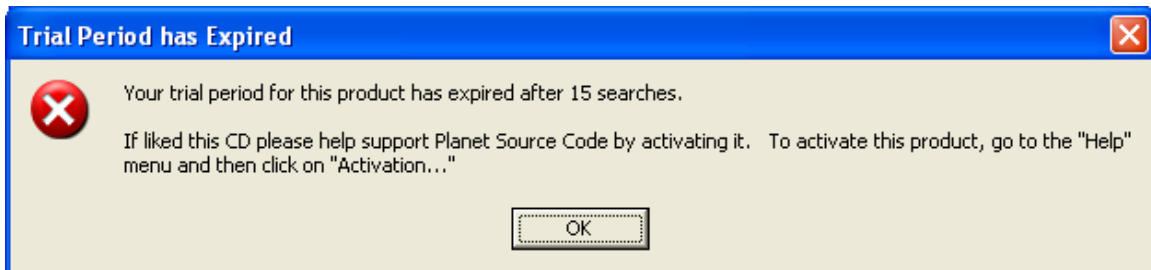 Trial Period has Expired
Your trial period for this product has expired after 15 searches.
If liked this CD please help support Planet Source Code by activating it.   To activate this product, go to the "Help"
menu and then click on "Activation..."
OK